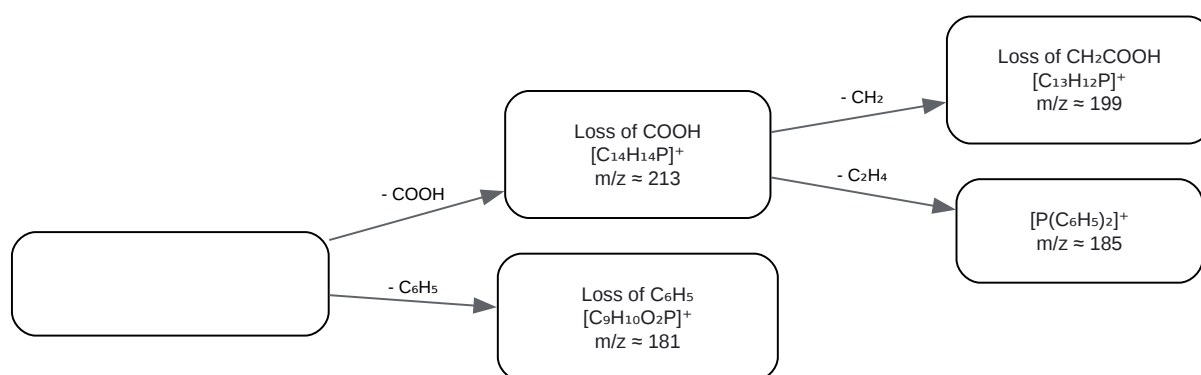 Loss of CH₂COOH
[C₁₃H₁₂P]⁺
m/z ≈ 199
- CH₂
Loss of COOH
[C₁₄H₁₄P]⁺
m/z ≈ 213
- C₂H₄
- COOH
[P(C₆H₅)₂]⁺
m/z ≈ 185
- C₆H₅
Loss of C₆H₅
[C₉H₁₀O₂P]⁺
m/z ≈ 181